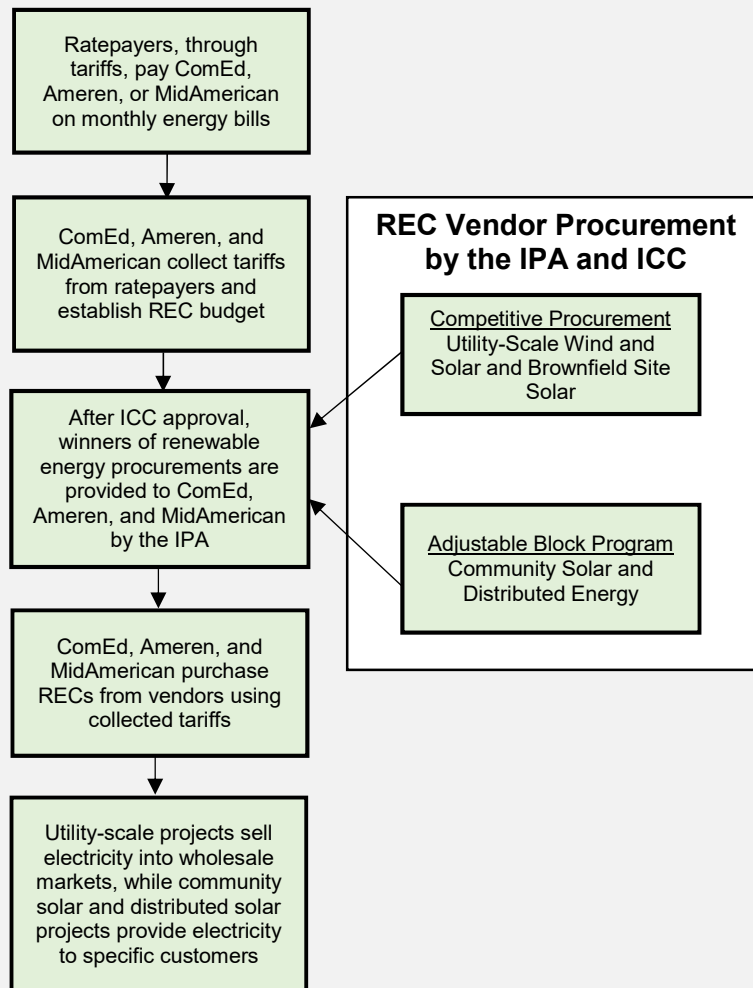 Ratepayers, through
tariffs, pay ComEd,
Ameren, or MidAmerican
on monthly energy bills
ComEd, Ameren, and
MidAmerican collect tariffs
from ratepayers and
establish REC budget
After ICC approval,
winners of renewable
energy procurements are
provided to ComEd,
Ameren, and MidAmerican
by the IPA
ComEd, Ameren, and
MidAmerican purchase
RECs from vendors using
collected tariffs
Utility-scale projects sell
electricity into wholesale
markets, while community
solar and distributed solar
projects provide electricity
to specific customers
REC Vendor Procurement
by the IPA and ICC
Competitive Procurement
Utility-Scale Wind and
Solar and Brownfield Site
Solar
Adjustable Block Program
Community Solar and
Distributed Energy